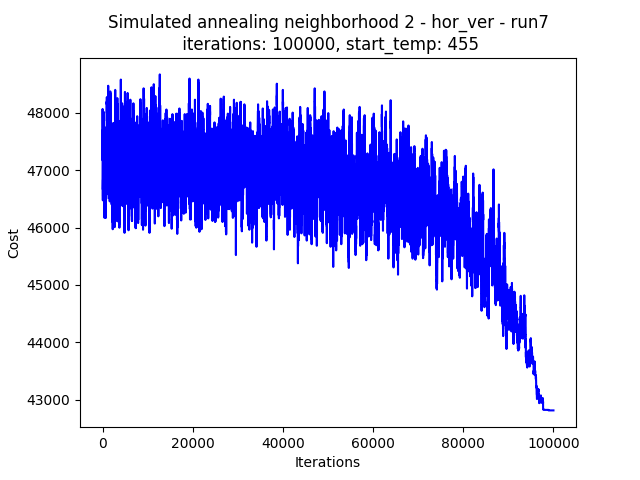 Simulated annealing neighborhood 2 - hor_ver - run7
iterations: 100000, start_temp: 455
48000
47000
46000
45000
44000
43000
Cost
0 20000 40000 60000 80000 100000
Iterations